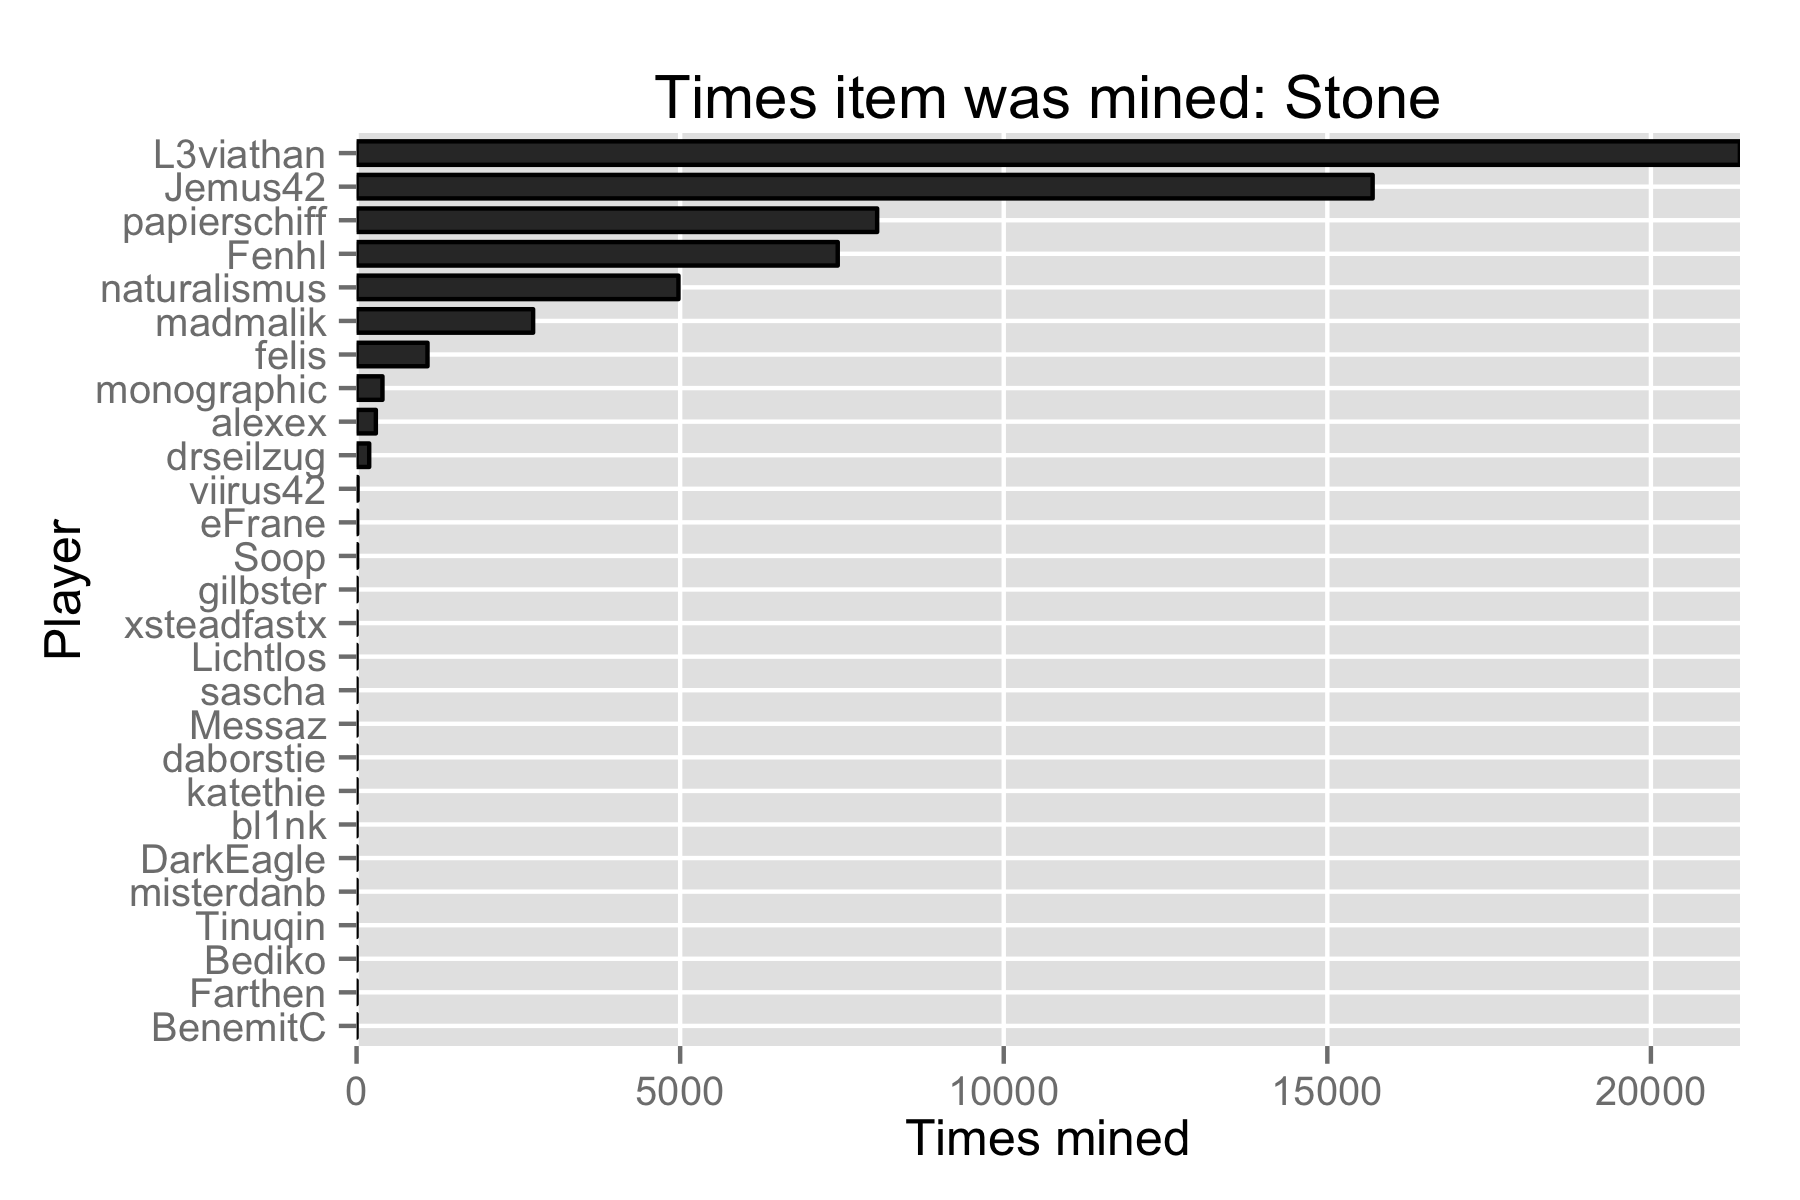 Times item was mined: Stone
L3viathan
Jemus42
papierschiff
Fenhl
naturalismus
madmalik
felis
monographic
alexex
drseilzug
viirus42
eFrane
Soop
gilbster
xsteadfastx
Lichtlos
sascha
Messaz
daborstie
katethie
bl1nk
DarkEagle
misterdanb
Tinuqin
Bediko
Farthen
BenemitC
Player
0 5000 10000 15000 20000
Times mined